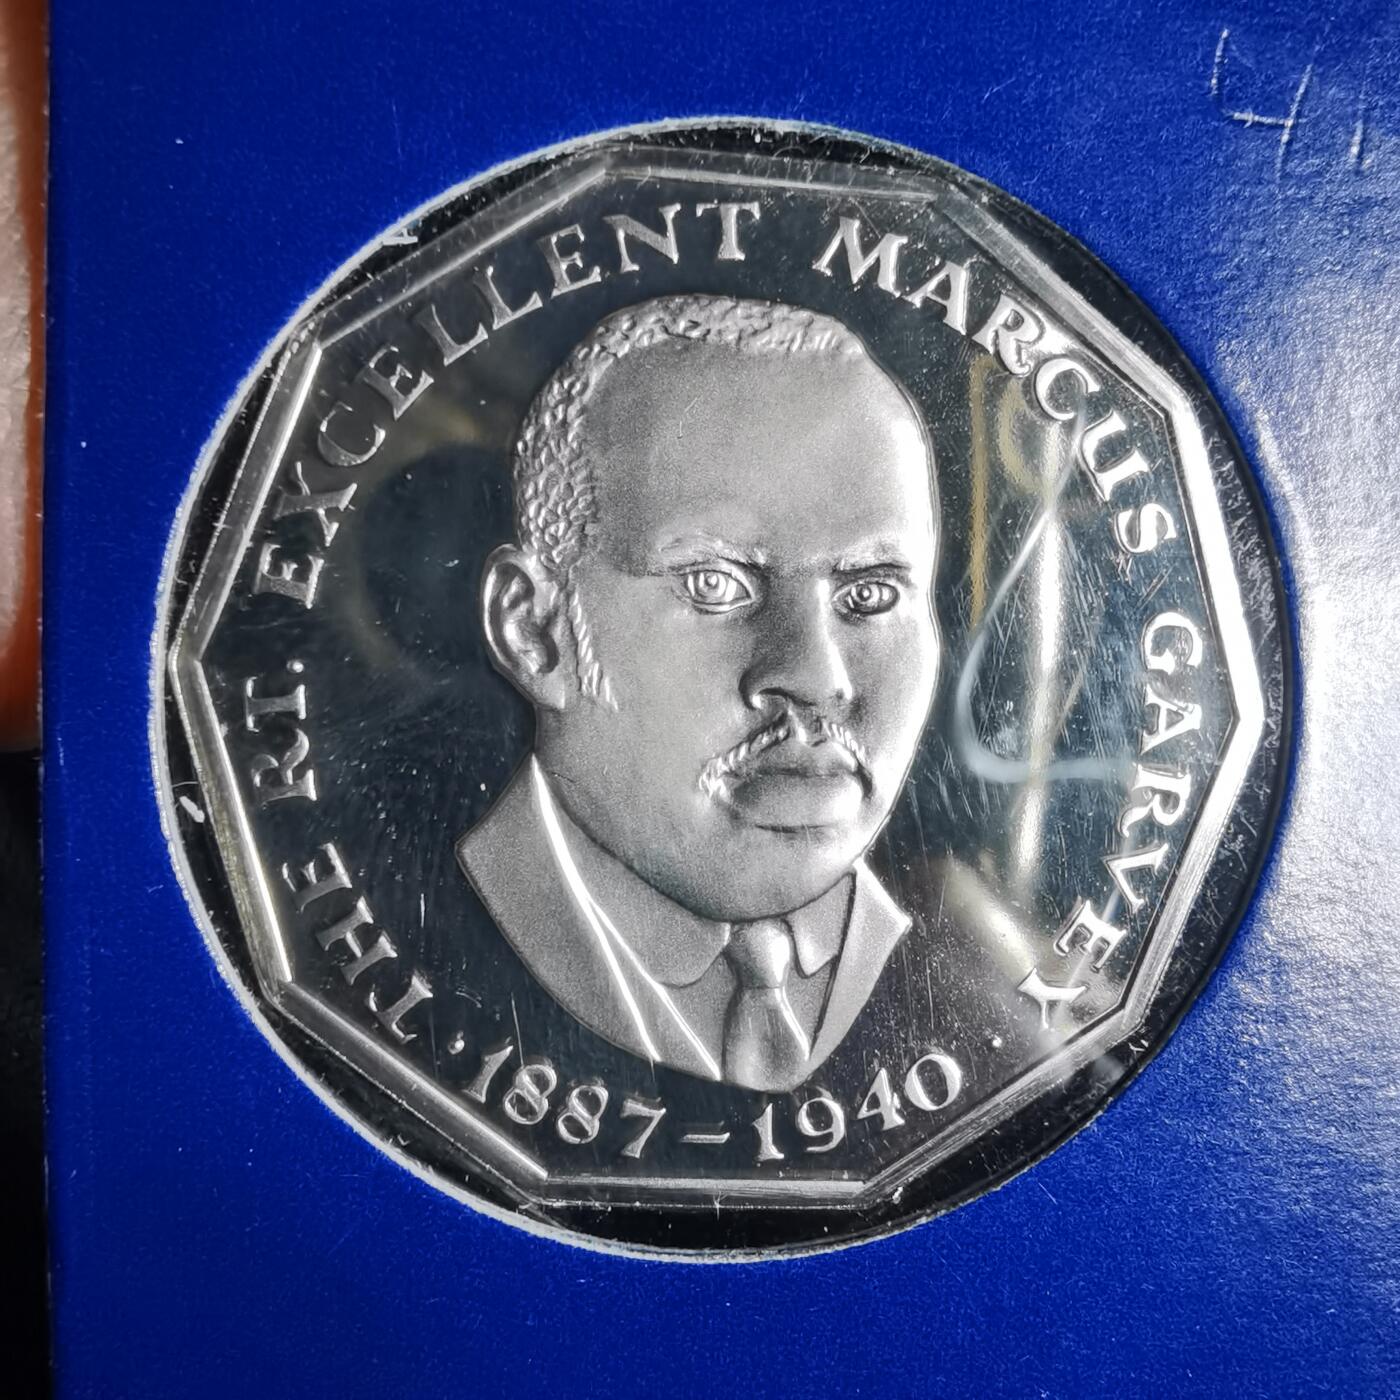 THE RT. EXCELLENT MARCUS GARVEY
· 1887 – 1940 ·